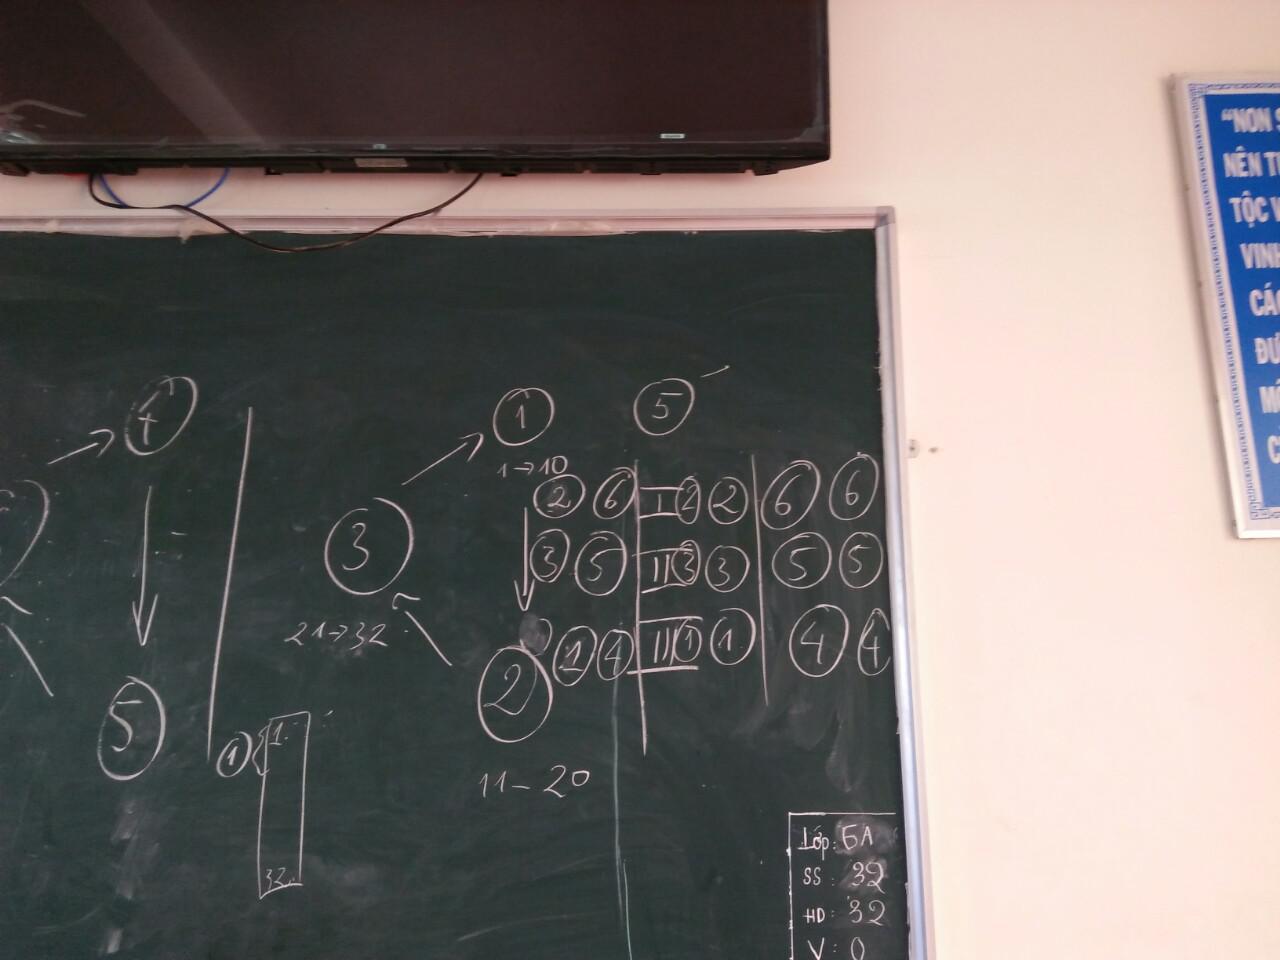 4
5
1
5
1→10
2 6 I 2 2 6 6
3
3 5 II 3 3 5 5
21→32
1 4 III 1 1 4 4
2
5
1 1
11-20
32
Lớp: 5A
SS: 32
HD: 32
V: 0
"NON
NÊN
TỘC
VINH
CÁC